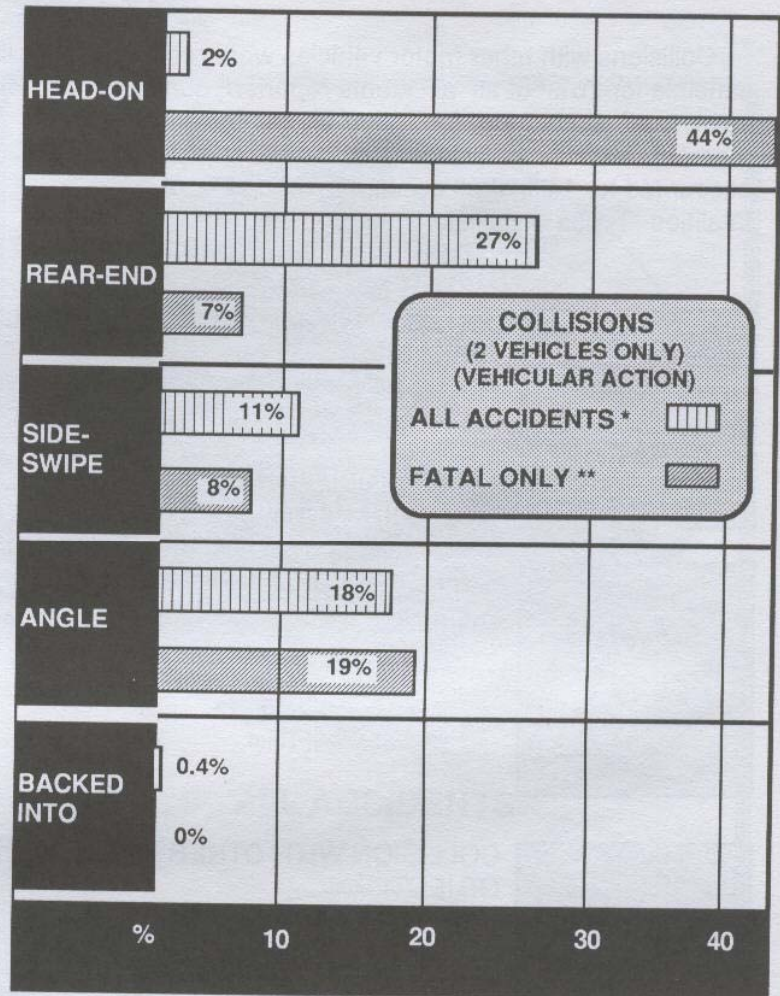 HEAD-ON
2%
44%
REAR-END
27%
7%
COLLISIONS
(2 VEHICLES ONLY)
(VEHICULAR ACTION)
ALL ACCIDENTS *
FATAL ONLY **
SIDE-
SWIPE
11%
8%
ANGLE
18%
19%
BACKED
INTO
0.4%
0%
% 10 20 30 40